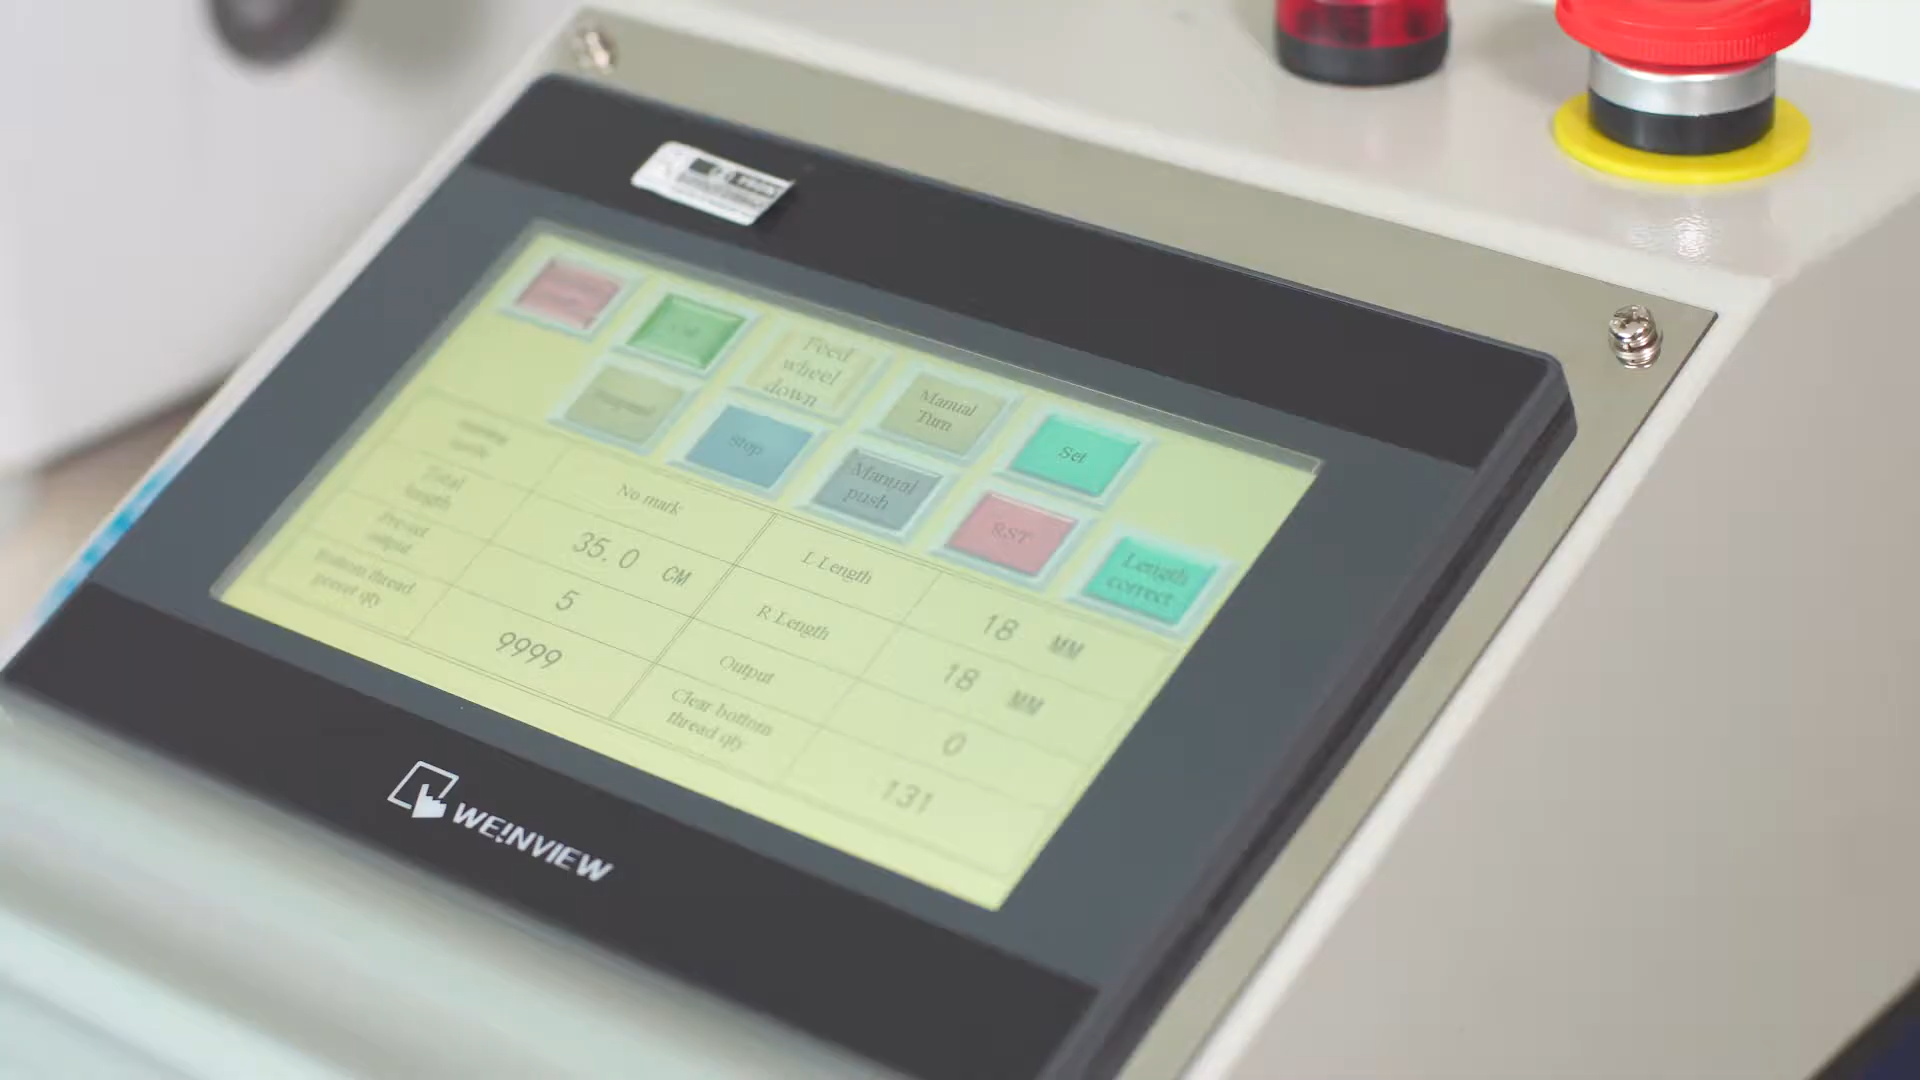 Feed
wheel
down
Manual
Turn
Set
Stop
Manual
push
RST
Length
correct
No mark
L Length
18 MM
Total
length
35.0 CM
R Length
18 MM
Pre-set
output
5
Output
0
Bottom thread
preset qty
9999
Clear bottom
thread qty
131
WE!NVIEW